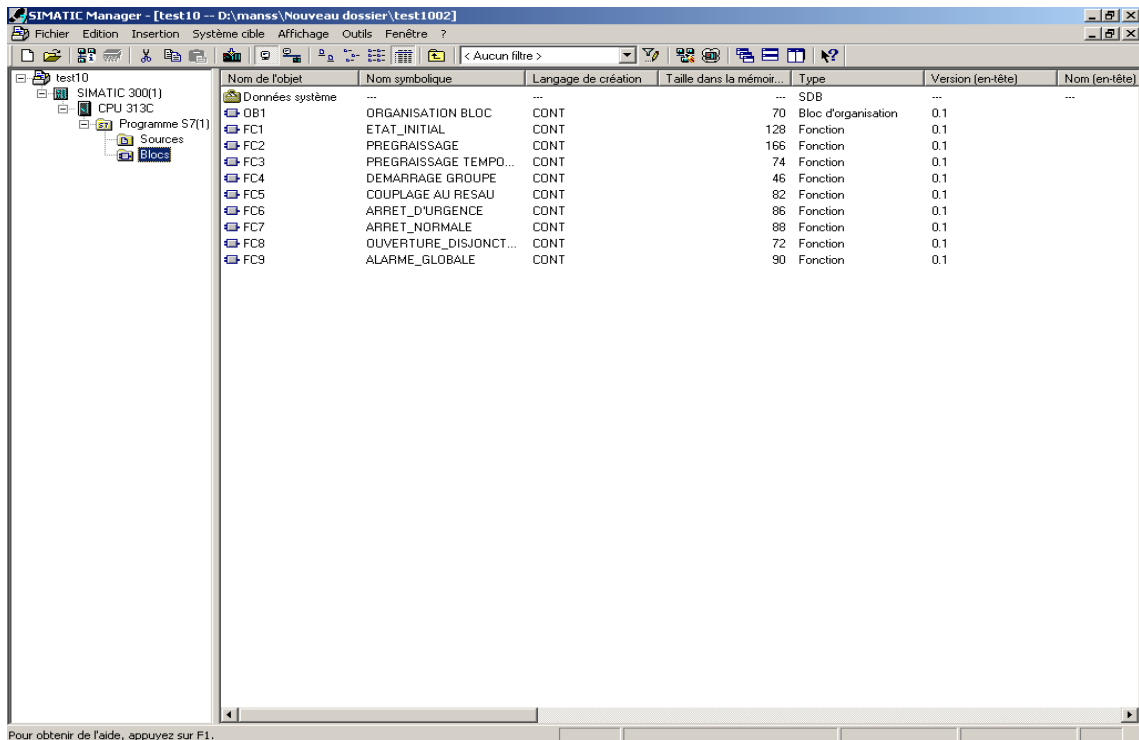 SIMATIC Manager - [test10 -- D:\manss\Nouveau dossier\test1002]
Fichier Edition Insertion Système cible Affichage Outils Fenêtre ?
< Aucun filtre >
test10
SIMATIC 300(1)
CPU 313C
Programme S7(1)
Sources
Blocs
Nom de l'objet Nom symbolique Langage de création Taille dans la mémoir... Type Version (en-tête) Nom (en-tête)
Données système --- --- --- SDB --- ---
OB1 ORGANISATION BLOC CONT 70 Bloc d'organisation 0.1
FC1 ETAT_INITIAL CONT 128 Fonction 0.1
FC2 PREGRAISSAGE CONT 166 Fonction 0.1
FC3 PREGRAISSAGE TEMPO... CONT 74 Fonction 0.1
FC4 DEMARRAGE GROUPE CONT 46 Fonction 0.1
FC5 COUPLAGE AU RESAU CONT 82 Fonction 0.1
FC6 ARRET_D'URGENCE CONT 86 Fonction 0.1
FC7 ARRET_NORMALE CONT 88 Fonction 0.1
FC8 OUVERTURE_DISJONCT... CONT 72 Fonction 0.1
FC9 ALARME_GLOBALE CONT 90 Fonction 0.1
Pour obtenir de l'aide, appuyez sur F1.